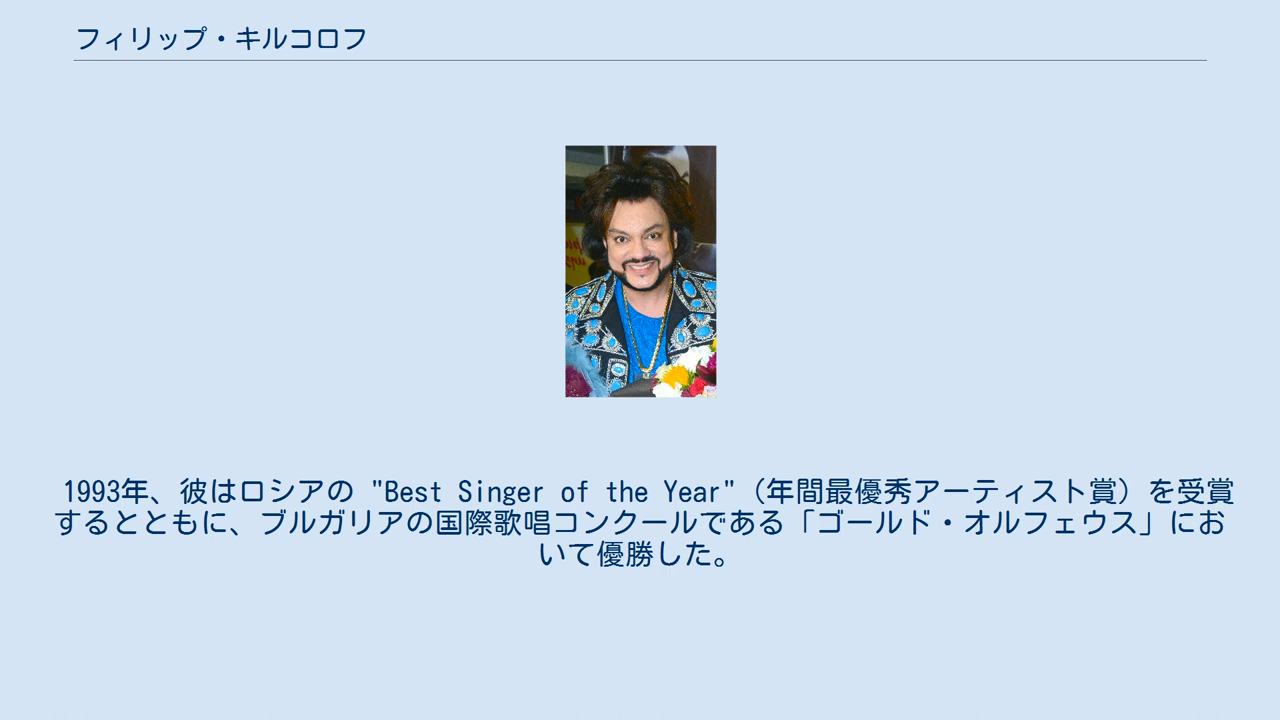 フィリップ・キルコロフ
1993年、彼はロシアの "Best Singer of the Year"（年間最優秀アーティスト賞）を受賞
するとともに、ブルガリアの国際歌唱コンクールである「ゴールド・オルフェウス」にお
いて優勝した。